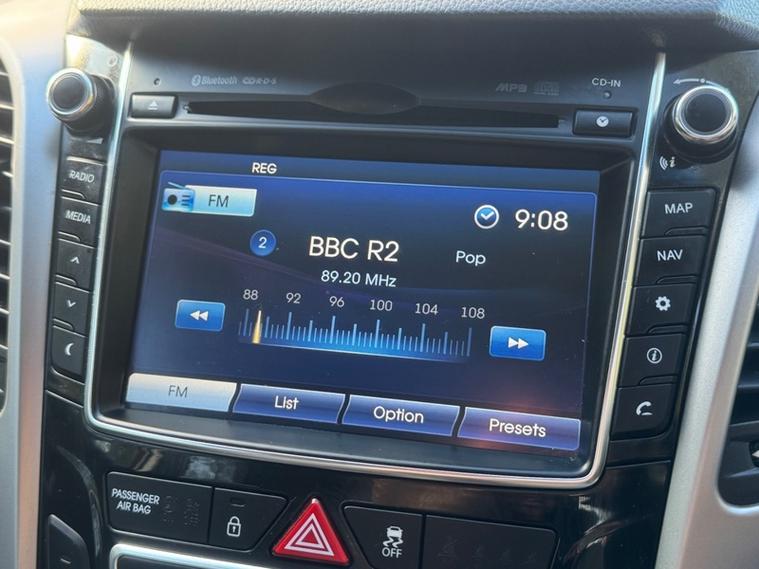 Bluetooth CD·R·D·S
MP3
CD-IN
RADIO
MEDIA
REG
FM
9:08
2
BBC R2
Pop
89.20 MHz
88 92 96 100 104 108
FM
List
Option
Presets
MAP
NAV
PASSENGER
AIR BAG
OFF